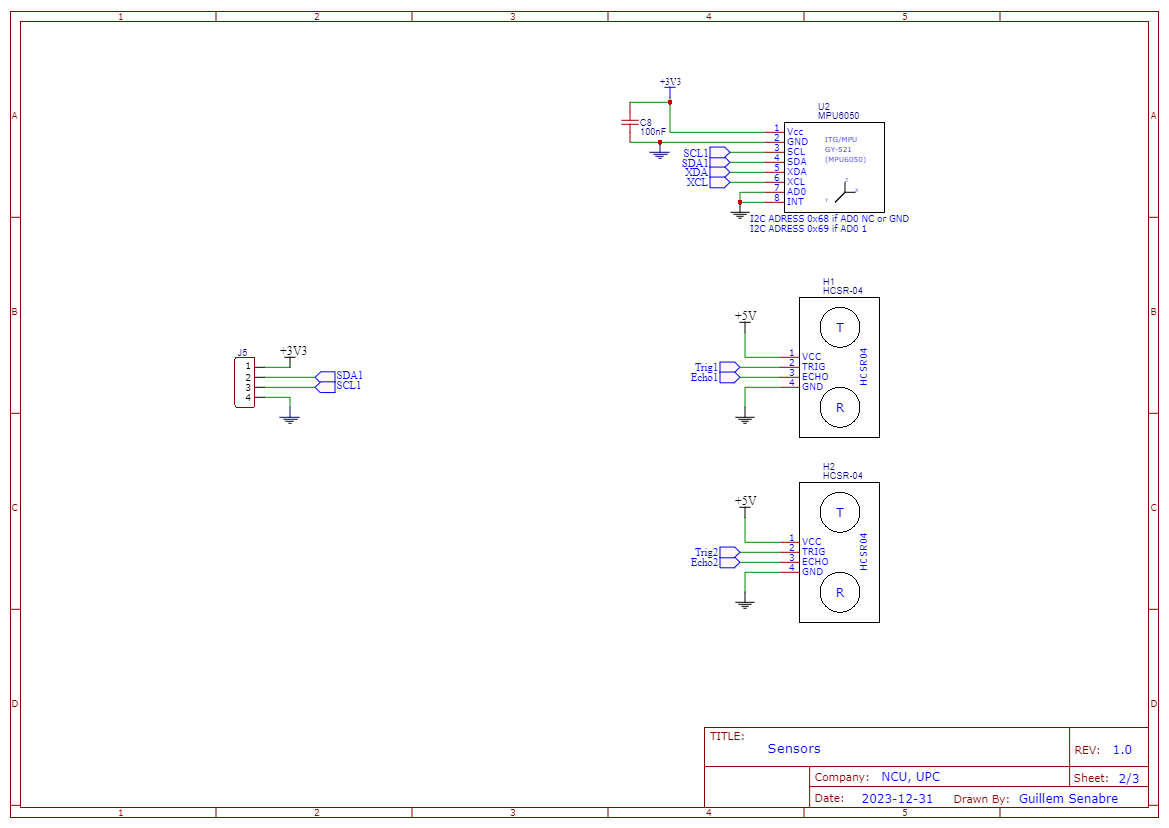 1 2 3 4 5
A A
B B
C C
D D
+3V3
C8
100nF
U2
MPU6050
1 Vcc
2 GND
SCL1 3 SCL
SDA1 4 SDA
XDA 5 XDA
XCL 6 XCL
7 AD0
8 INT
ITG/MPU
GY-521
(MPU6050)
Z
X
Y
I2C ADRESS 0x68 if AD0 NC or GND
I2C ADRESS 0x69 if AD0 1
H1
HCSR-04
+5V
T
1 VCC
Trig1 2 TRIG
Echo1 3 ECHO
4 GND
HCSR04
R
J5
+3V3
1
2 SDA1
3 SCL1
4
H2
HCSR-04
+5V
T
1 VCC
Trig2 2 TRIG
Echo2 3 ECHO
4 GND
HCSR04
R
TITLE:
Sensors
REV: 1.0
Company: NCU, UPC
Sheet: 2/3
Date: 2023-12-31 Drawn By: Guillem Senabre
1 2 3 4 5